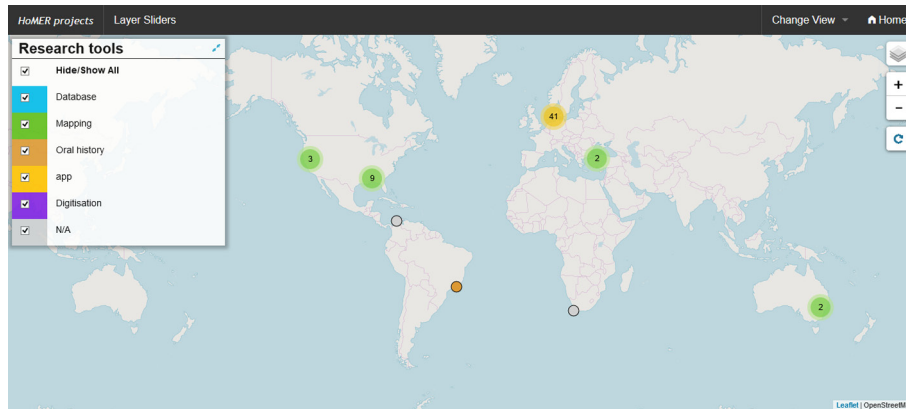 HoMER projects Layer Sliders Change View Home
Research tools
Hide/Show All
Database
Mapping
Oral history
app
Digitisation
N/A
41
3
2
9
2
+
−
Leaflet | OpenStreetM